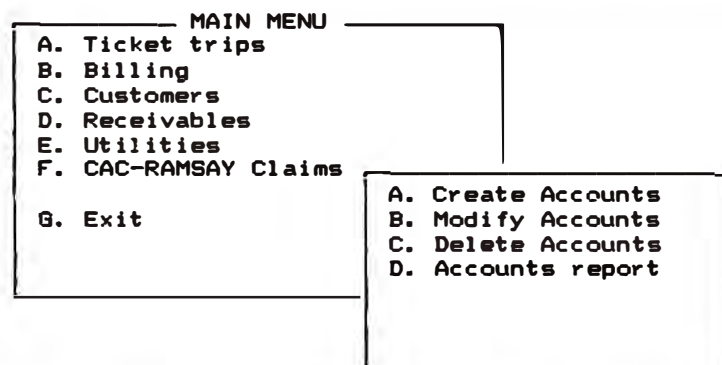 MAIN MENU
A. Ticket trips
B. Billing
C. Customers
D. Receivables
E. Utilities
F. CAC-RAMSAY Claims
G. Exit
A. Create Accounts
B. Modify Accounts
C. Delete Accounts
D. Accounts report